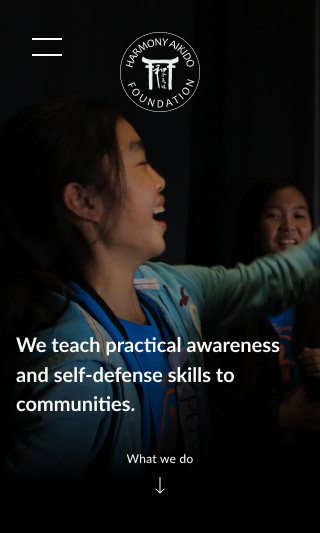 HARMONY AIKIDO
FOUNDATION
We teach practical awareness
and self-defense skills to
communities.
What we do